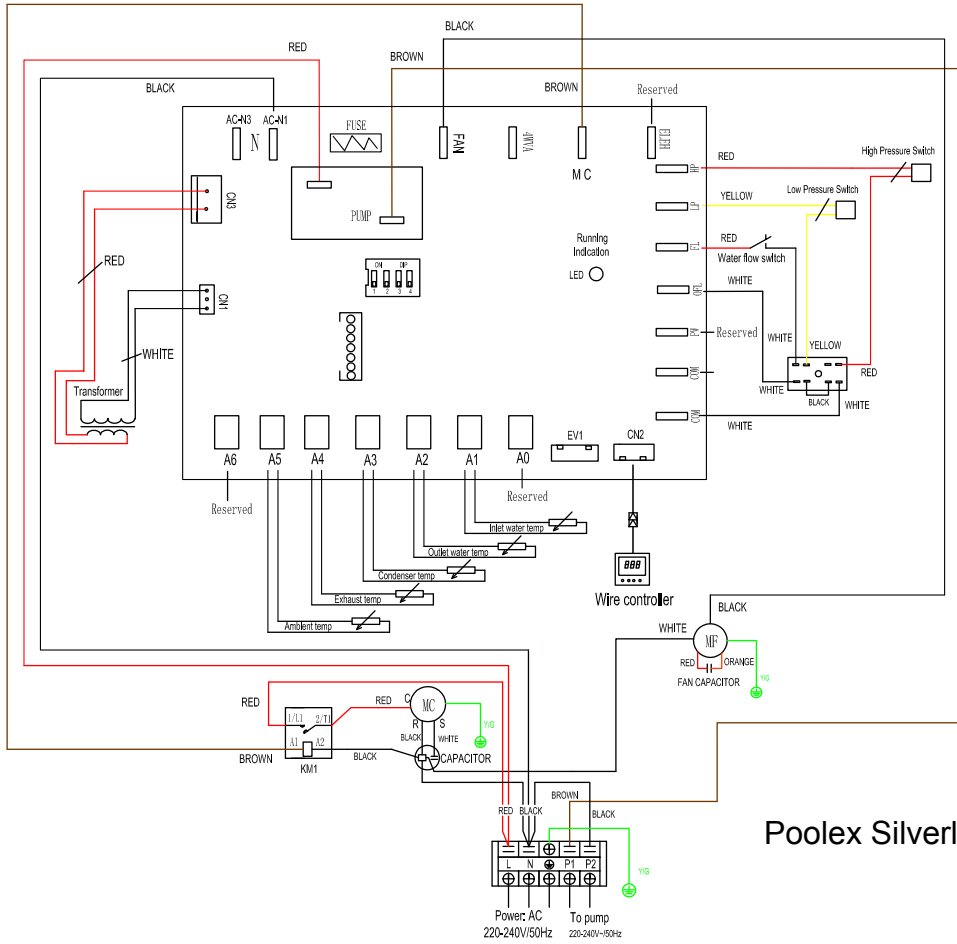 BLACK
RED
BROWN
BLACK
BROWN
Reserved
AC-N3 AC-N1
N
FUSE
FAN
4WVA
M C
ELEH
HP
RED
High Pressure Switch
CN3
PUMP
LP
YELLOW
Low Pressure Switch
Running
Indication
LED
RED
Water flow switch
ON DIP
1 2 3 4
RED
OFL
WHITE
CN1
WHITE
Reserved
WHITE
YELLOW
RED
WHITE
Transformer
COM
BLACK
WHITE
COM
WHITE
EV1
CN2
A6
A5
A4
A3
A2
A1
A0
Reserved
Reserved
Inlet water temp
Outlet water temp
Condenser temp
Exhaust temp
Ambient temp
888
Wire controller
BLACK
WHITE
MF
RED
ORANGE
FAN CAPACITOR
Y/G
RED
RED
C
MC
1/L1
2/T1
R
S
Y/G
BLACK
WHITE
A1
A2
BROWN
KM1
BLACK
CAPACITOR
BROWN
RED
BLACK
BLACK
Poolex Silverl
L
N
P1
P2
Y/G
Power: AC
220-240V/50Hz
To pump
220-240V~/50Hz